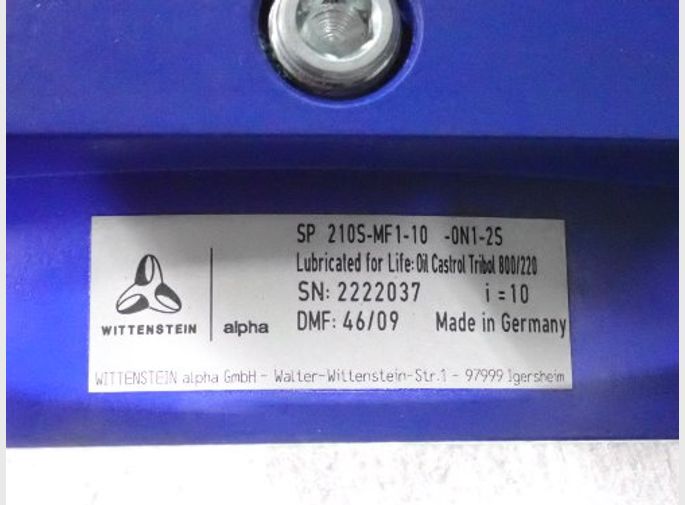 SP 210S-MF1-10 -0N1-2S
Lubricated for Life: Oil Castrol Tribol 800/220
SN: 2222037 i = 10
WITTENSTEIN alpha DMF: 46/09 Made in Germany
WITTENSTEIN alpha GmbH - Walter-Wittenstein-Str.1 - 97999 Igersheim